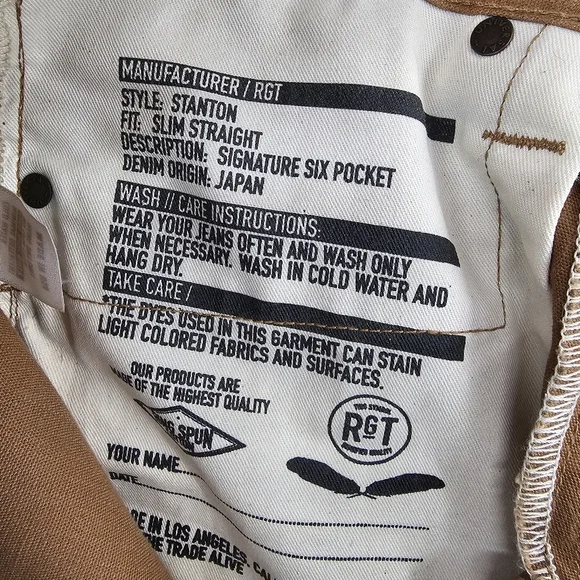 MANUFACTURER / RGT
STYLE: STANTON
FIT: SLIM STRAIGHT
DESCRIPTION: SIGNATURE SIX POCKET
DENIM ORIGIN: JAPAN
WASH // CARE INSTRUCTIONS:
WEAR YOUR JEANS OFTEN AND WASH ONLY
WHEN NECESSARY. WASH IN COLD WATER AND
HANG DRY.
TAKE CARE /
*THE DYES USED IN THIS GARMENT CAN STAIN
LIGHT COLORED FABRICS AND SURFACES.
OUR PRODUCTS ARE
OF THE HIGHEST QUALITY
SPUN
RGT
YOUR NAME
DATE
IN LOS ANGELES.
THE TRADE ALIVE